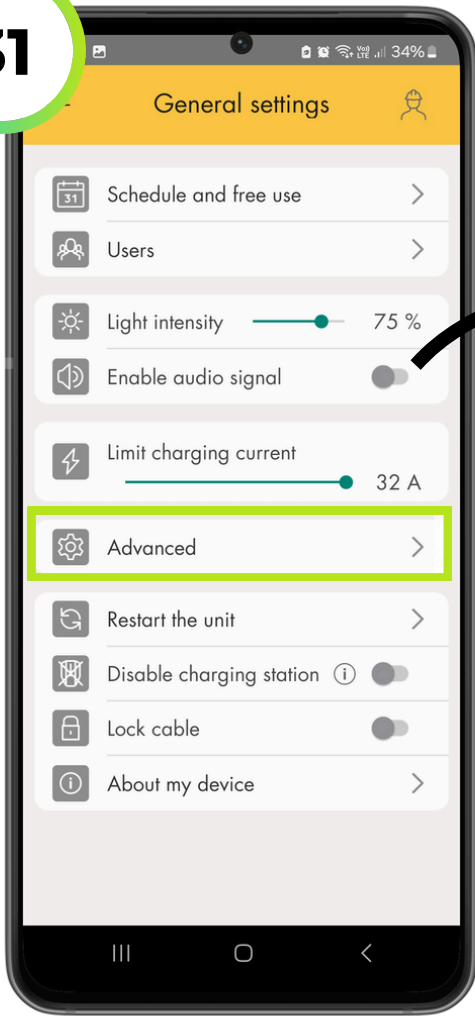 31
34%
General settings
31
Schedule and free use
Users
Light intensity 75 %
Enable audio signal
Limit charging current
32 A
Advanced
Restart the unit
Disable charging station i
Lock cable
About my device